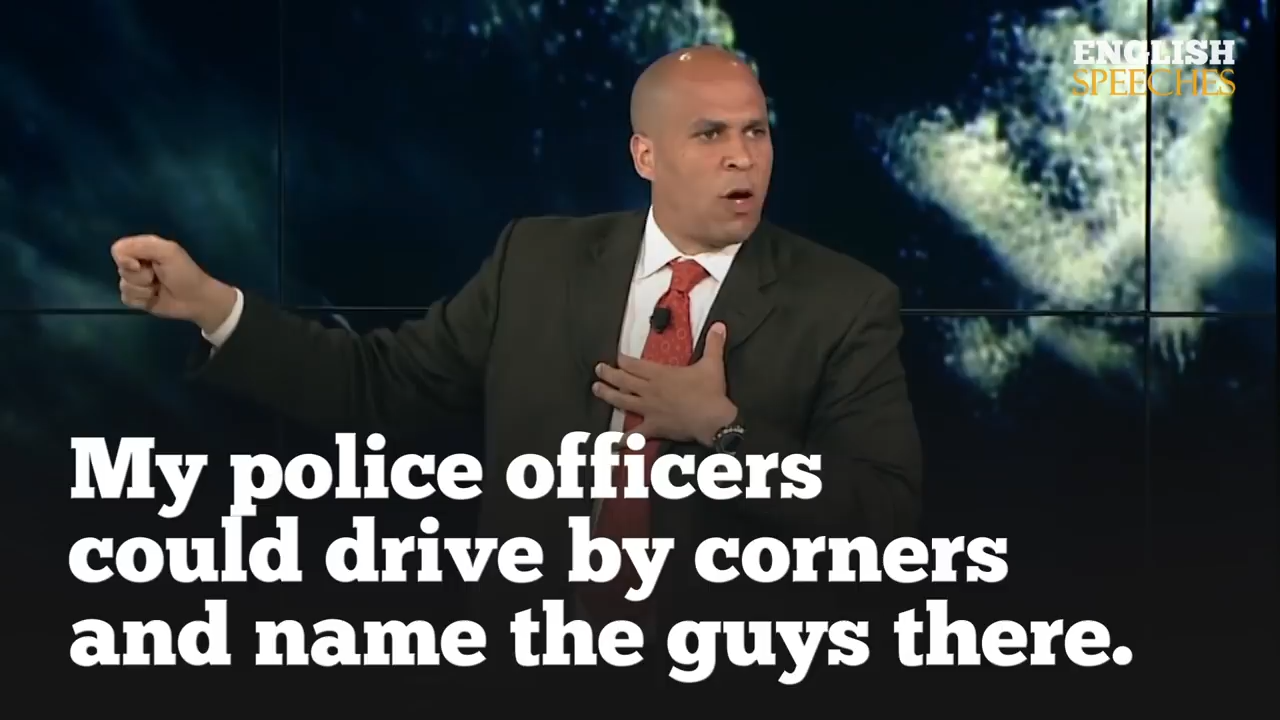 ENGLISH
SPEECHES
My police officers
could drive by corners
and name the guys there.